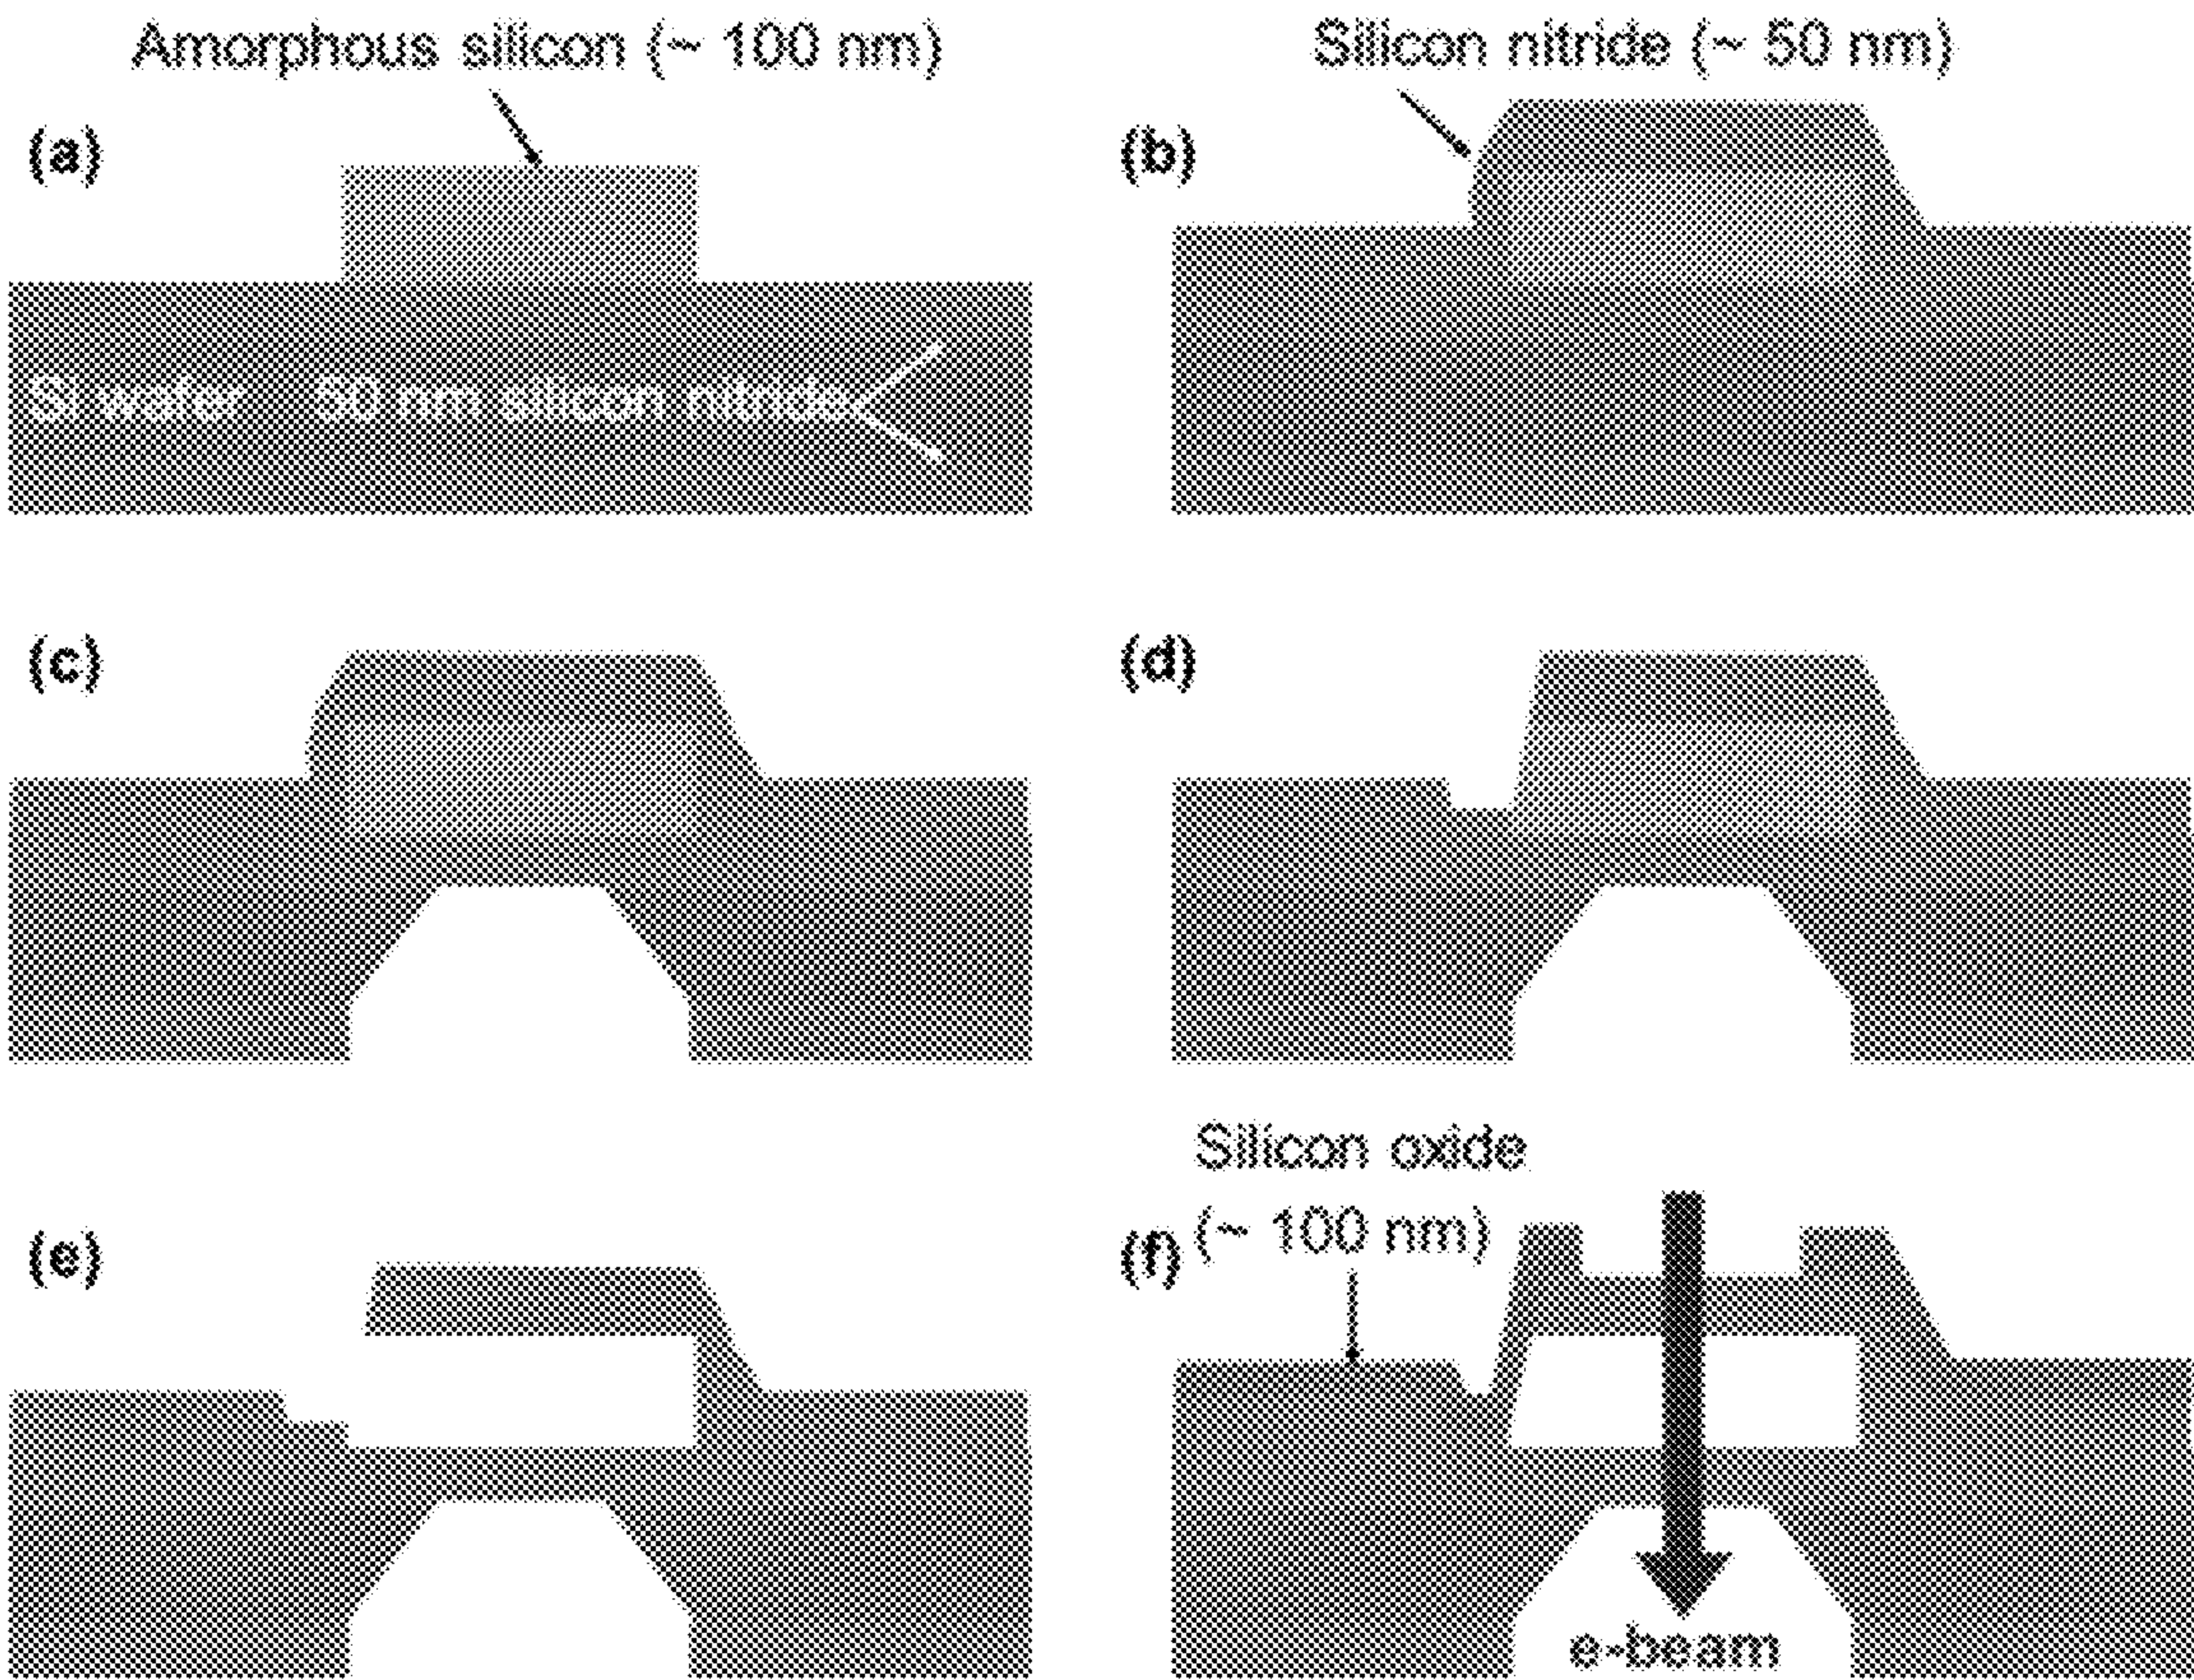 Amorphous silicon (~ 100 nm)
(a)
Si wafer 50 nm silicon nitride
Silicon nitride (~ 50 nm)
(b)
(c)
(d)
(e)
Silicon oxide
(~ 100 nm)
(f)
e-beam